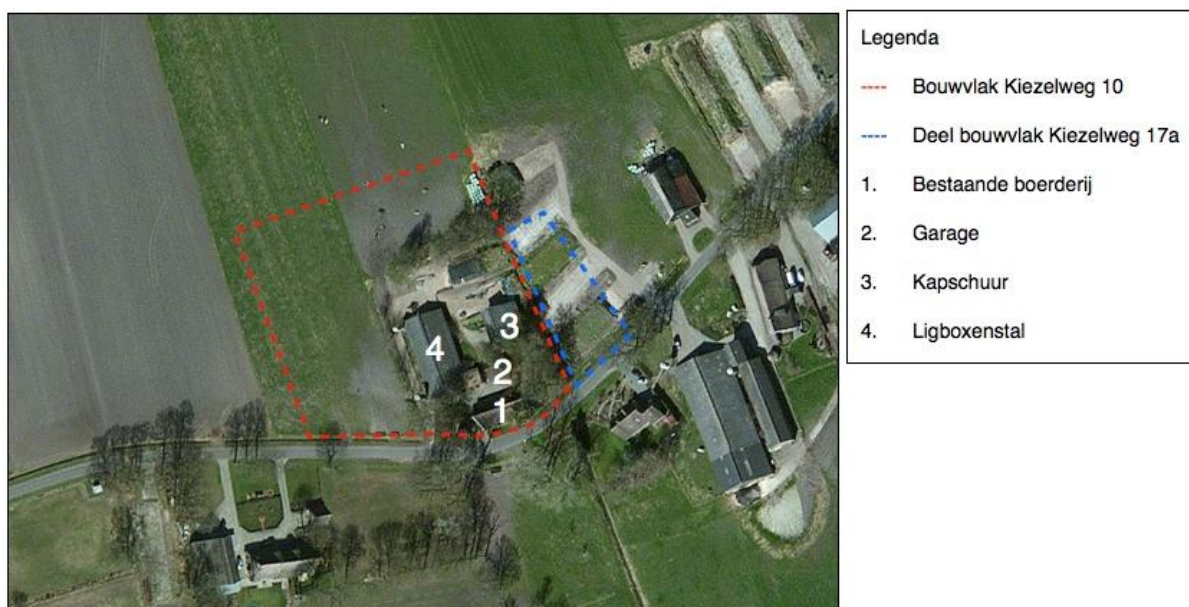 Legenda
Bouwvlak Kiezelweg 10
Deel bouwvlak Kiezelweg 17a
1. Bestaande boerderij
2. Garage
3. Kapschuur
4. Ligboxenstal
3
4
2
1